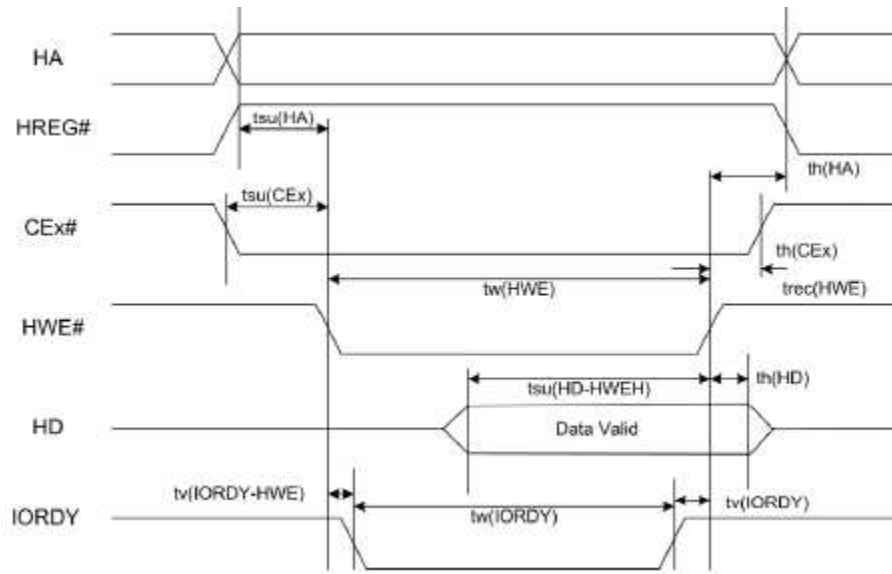 HA
HREG#
tsu(HA)
th(HA)
tsu(CEx)
CEx#
th(CEx)
tw(HWE)
trec(HWE)
HWE#
tsu(HD-HWEH)
th(HD)
HD
Data Valid
tv(IORDY-HWE)
tw(IORDY)
tv(IORDY)
IORDY